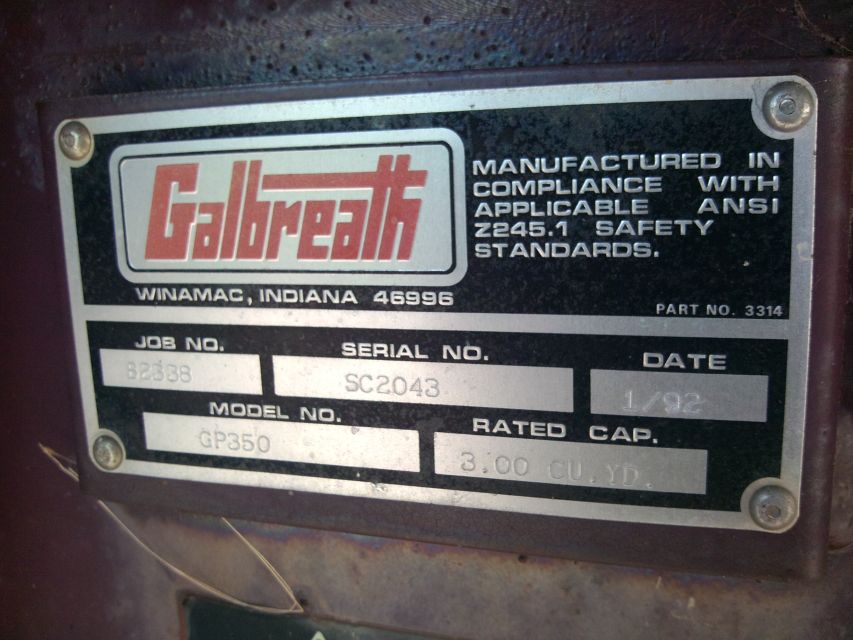 Galbreath
WINAMAC, INDIANA 46996
MANUFACTURED IN
COMPLIANCE WITH
APPLICABLE ANSI
Z245.1 SAFETY
STANDARDS.
PART NO. 3314
JOB NO.
82338
SERIAL NO.
SC2043
DATE
1/92
MODEL NO.
GP350
RATED CAP.
3.00 CU.YD.